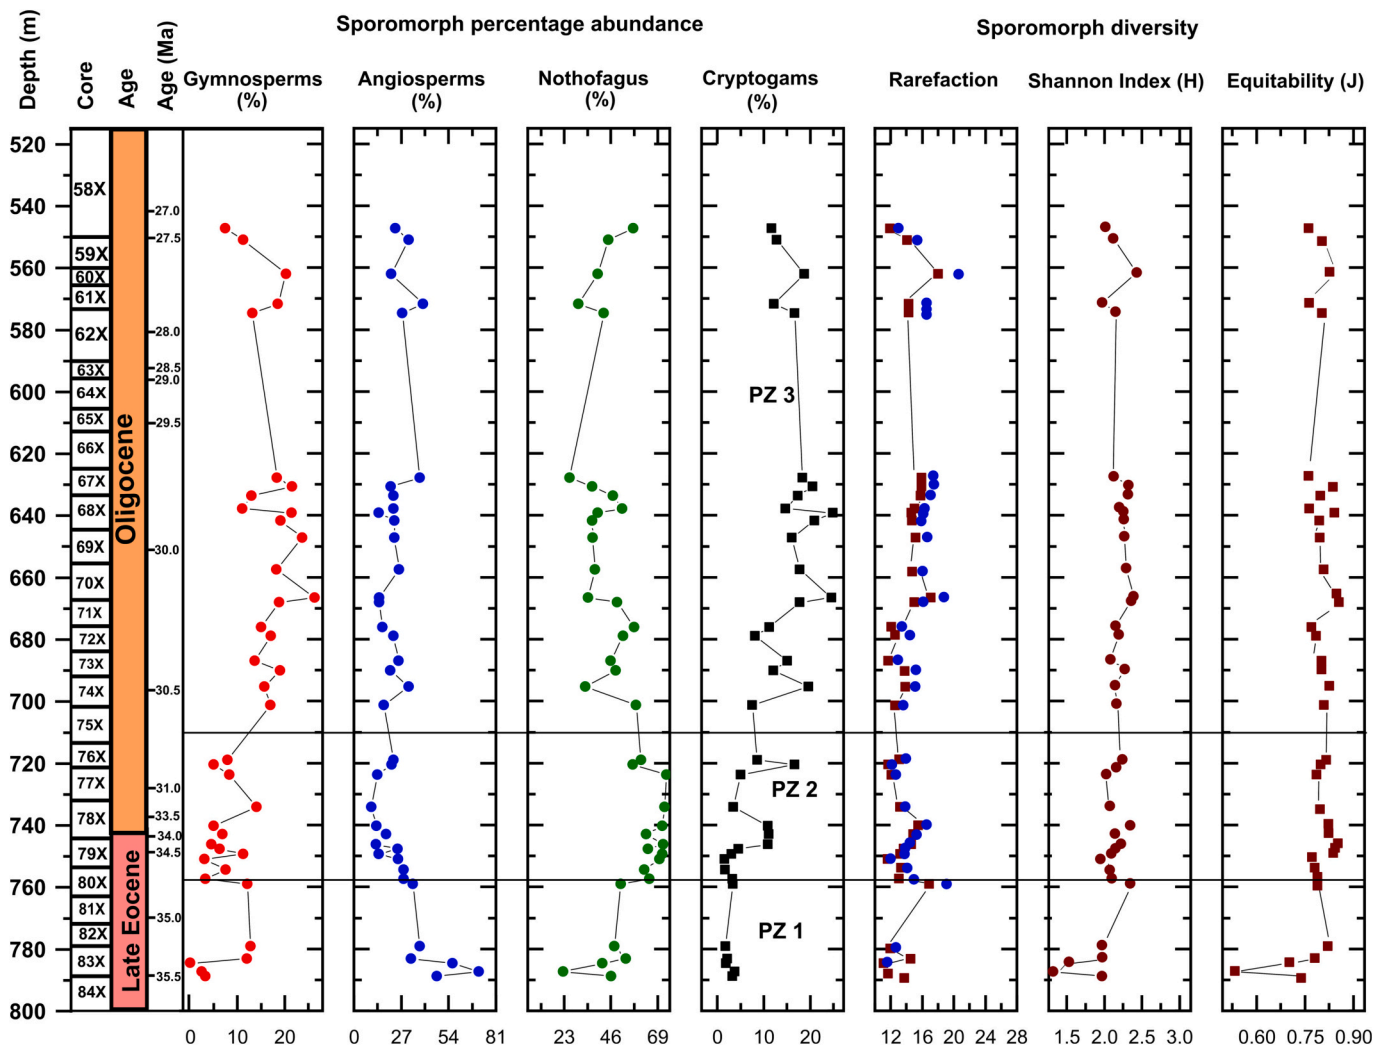 Sporomorph percentage abundance
Sporomorph diversity
Depth (m)
Core
Age
Age (Ma)
Gymnosperms
(%)
Angiosperms
(%)
Nothofagus
(%)
Cryptogams
(%)
Rarefaction
Shannon Index (H)
Equitability (J)
520
540
560
580
600
620
640
660
680
700
720
740
760
780
800
58X
59X
60X
61X
62X
63X
64X
65X
66X
67X
68X
69X
70X
71X
72X
73X
74X
75X
76X
77X
78X
79X
80X
81X
82X
83X
84X
Oligocene
Late Eocene
27.0
27.5
28.0
28.5
29.0
29.5
30.0
30.5
31.0
33.5
34.0
34.5
35.0
35.5
PZ 3
PZ 2
PZ 1
0 10 20
0 27 54 81
23 46 69
0 10 20
12 16 20 24 28
1.5 2.0 2.5 3.0
0.60 0.75 0.90